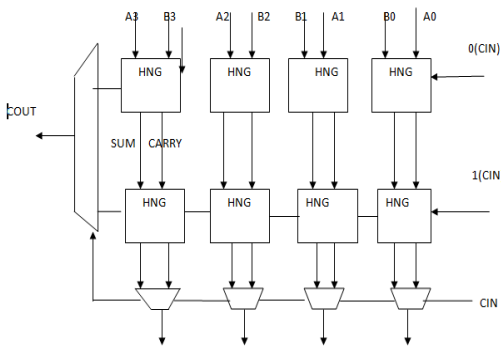 A3 B3 A2 B2 B1 A1 B0 A0
0(CIN)
HNG HNG HNG HNG
COUT
SUM CARRY
1(CIN
HNG HNG HNG HNG
CIN